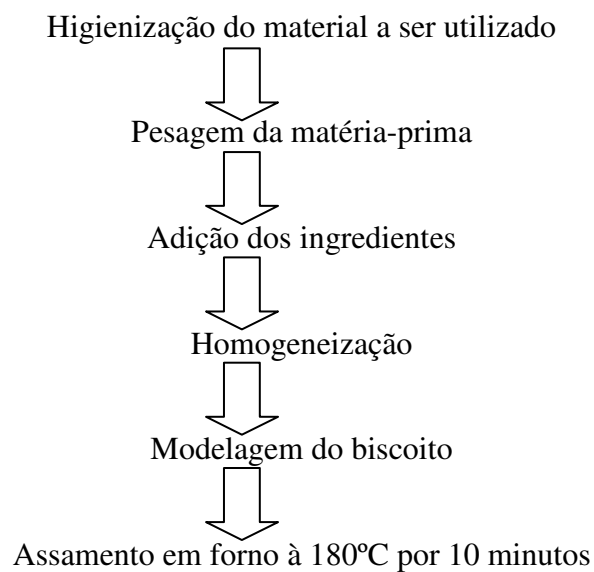 Higienização do material a ser utilizado
Pesagem da matéria-prima
Adição dos ingredientes
Homogeneização
Modelagem do biscoito
Assamento em forno à 180ºC por 10 minutos